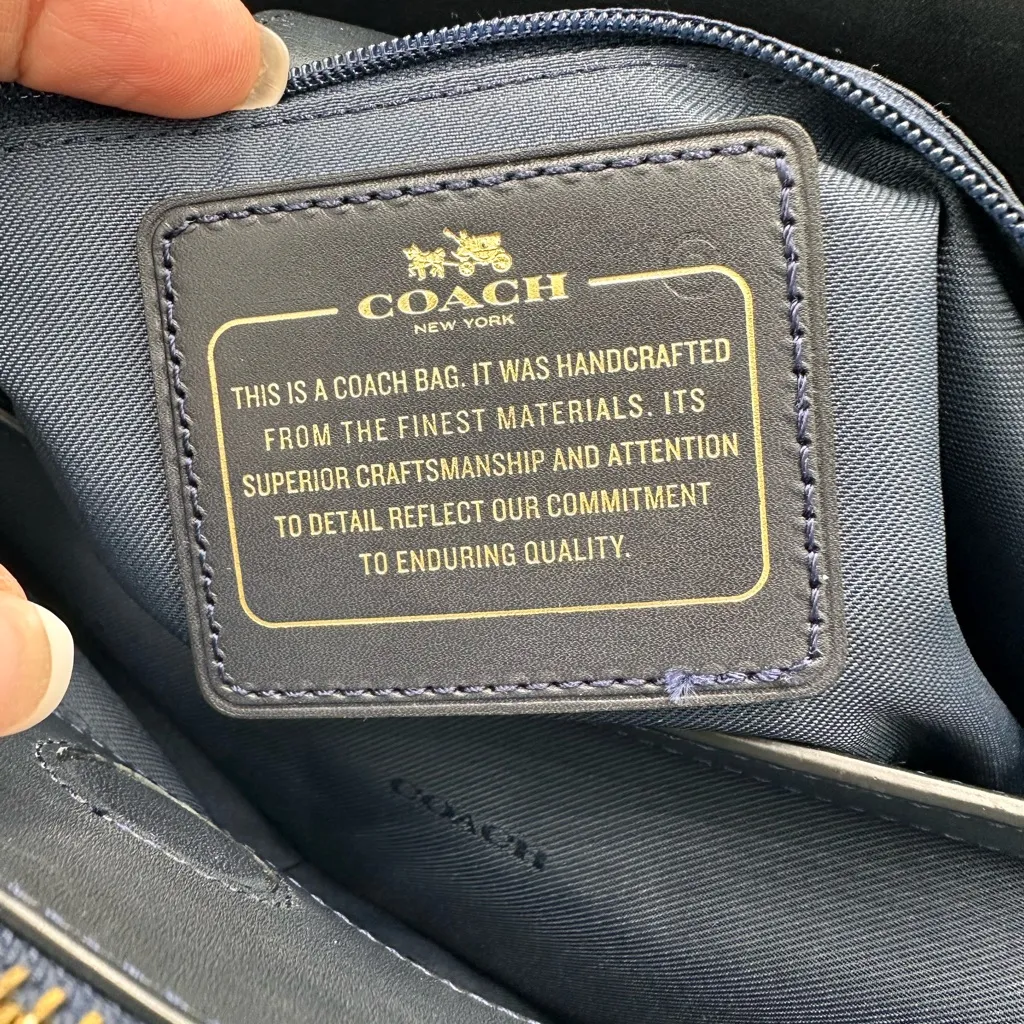 COACH
NEW YORK
THIS IS A COACH BAG. IT WAS HANDCRAFTED
FROM THE FINEST MATERIALS. ITS
SUPERIOR CRAFTSMANSHIP AND ATTENTION
TO DETAIL REFLECT OUR COMMITMENT
TO ENDURING QUALITY.
COACH